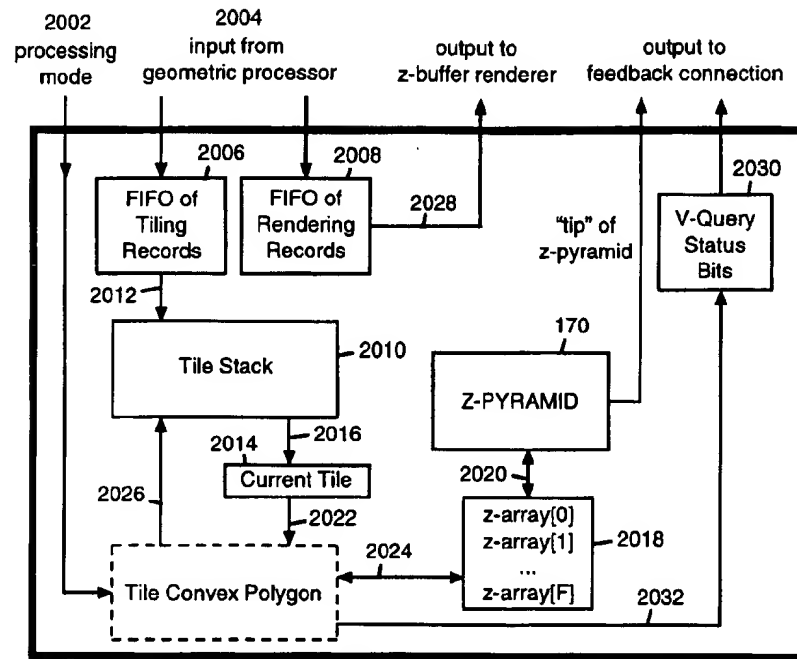 2002
processing
mode
2004
input from
geometric processor
output to
z-buffer renderer
output to
feedback connection
2006
FIFO of
Tiling
Records
2008
FIFO of
Rendering
Records
2028
2030
V-Query
Status
Bits
"tip" of
z-pyramid
2012
Tile Stack
2010
170
Z-PYRAMID
2016
2014
Current Tile
2020
2026
2022
z-array[0]
z-array[1]
...
z-array[F]
2018
2024
Tile Convex Polygon
2032